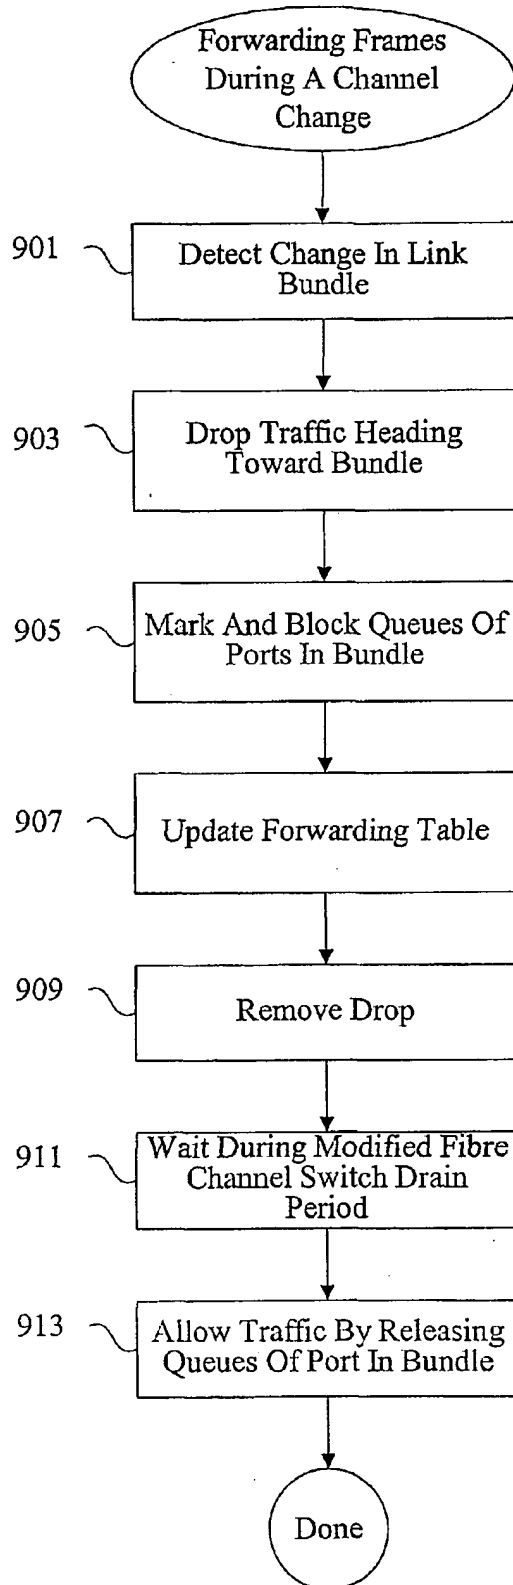 Forwarding Frames
During A Channel
Change
901
Detect Change In Link
Bundle
903
Drop Traffic Heading
Toward Bundle
905
Mark And Block Queues Of
Ports In Bundle
907
Update Forwarding Table
909
Remove Drop
911
Wait During Modified Fibre
Channel Switch Drain
Period
913
Allow Traffic By Releasing
Queues Of Port In Bundle
Done